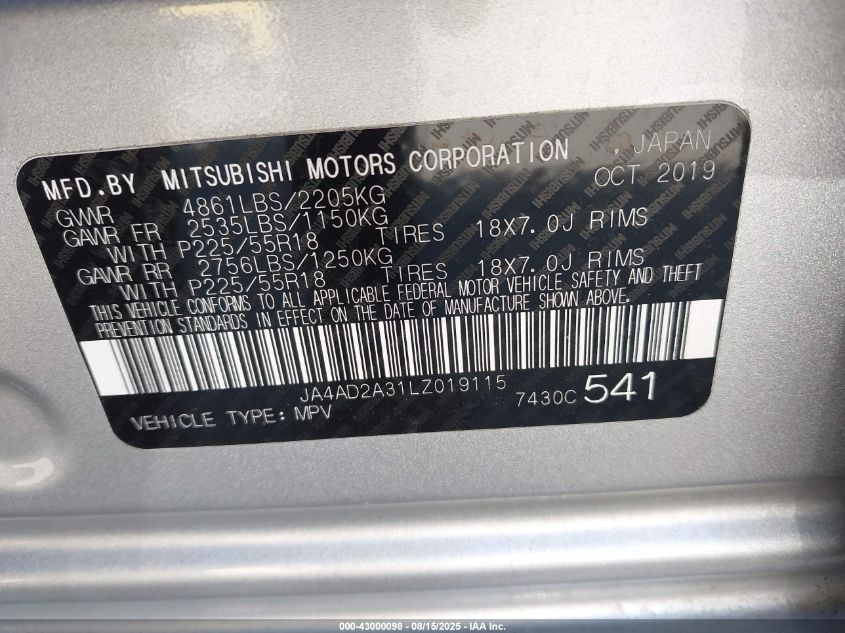 MFD.BY MITSUBISHI MOTORS CORPORATION , JAPAN
OCT 2019
GVWR 4861LBS/2205KG
GAWR FR 2535LBS/1150KG
WITH P225/55R18 TIRES 18X7.0J RIMS
GAWR RR 2756LBS/1250KG
WITH P225/55R18 TIRES 18X7.0J RIMS
THIS VEHICLE CONFORMS TO ALL APPLICABLE FEDERAL MOTOR VEHICLE SAFETY AND THEFT
PREVENTION STANDARDS IN EFFECT ON THE DATE OF MANUFACTURE SHOWN ABOVE.
JA4AD2A31LZ019115
7430C 541
VEHICLE TYPE: MPV
000-43000098 - 08/15/2025 - IAA Inc.